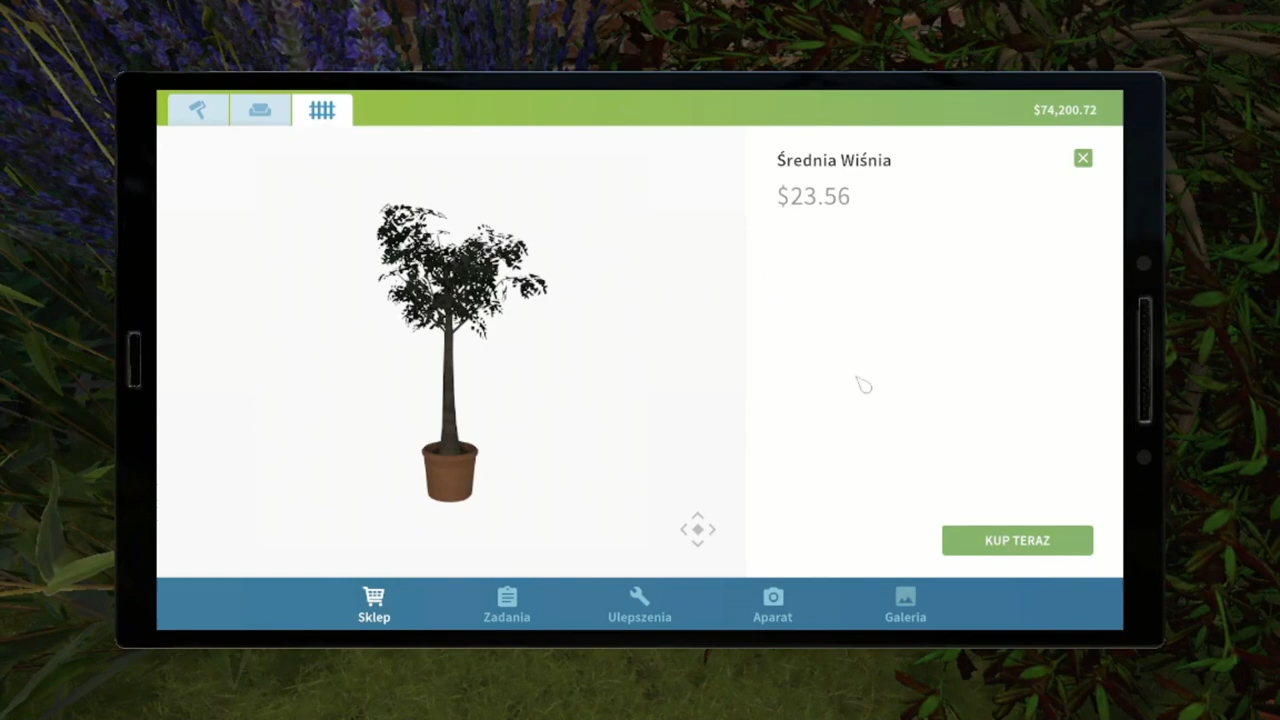 $74,200.72
Średnia Wiśnia
$23.56
KUP TERAZ
Sklep
Zadania
Ulepszenia
Aparat
Galeria